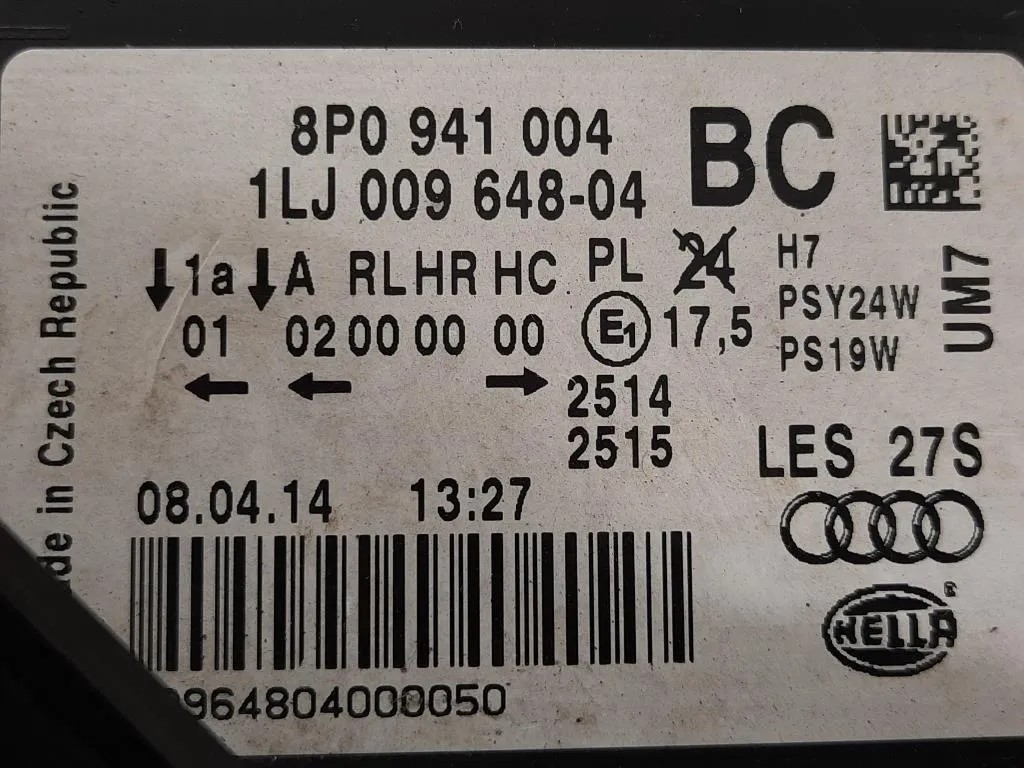 8P0 941 004 BC
1LJ 009 648-04
1a A RL HR HC PL 24 H7
01 02 00 00 00 E1 17,5 PSY24W
PS19W
UM7
2514
2515
LES 27S
08.04.14 13:27
HELLA
964804000050
in Czech Republic